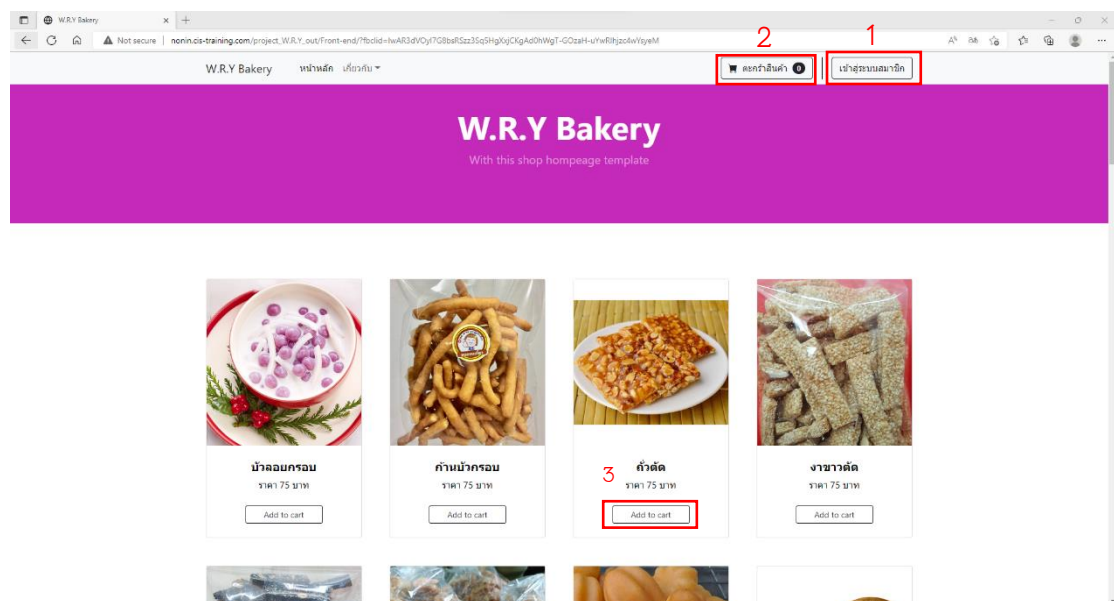 W.R.Y Bakery
Not secure
nonin.cis-training.com/project_W.R.Y_out/Front-end/?fbclid=
2
1
W.R.Y Bakery หน้าหลัก เกี่ยวกับ ตะกร้าสินค้า 0 เข้าสู่ระบบสมาชิก
W.R.Y Bakery
With this shop hompeage template
บัวลอยกรอบ ก้านบัวกรอบ ถั่วตัด งาขาวตัด
ราคา 75 บาท ราคา 75 บาท 3 ราคา 75 บาท ราคา 75 บาท
Add to cart Add to cart Add to cart Add to cart